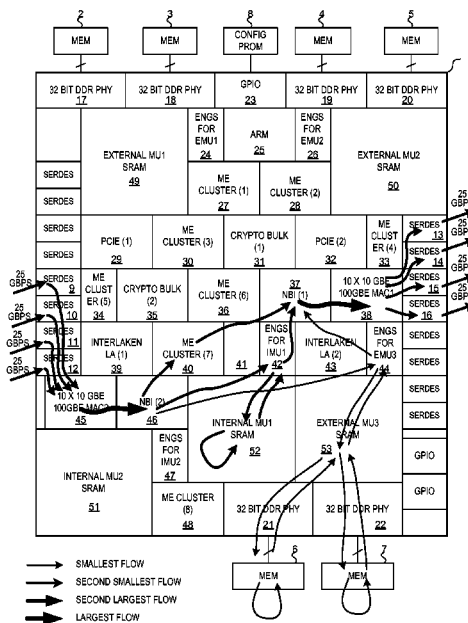 2
3
8
4
5
MEM
MEM
CONFIG
PROM
MEM
MEM
32 BIT DDR PHY
17
32 BIT DDR PHY
18
GPIO
23
32 BIT DDR PHY
19
32 BIT DDR PHY
20
EXTERNAL MU1
SRAM
49
ENGS
FOR
EMU1
24
ARM
25
ENGS
FOR
EMU2
26
EXTERNAL MU2
SRAM
50
SERDES
SERDES
ME
CLUSTER (1)
27
ME
CLUSTER (2)
28
SERDES
PCIE (1)
29
ME
CLUSTER (3)
30
CRYPTO BULK
(1)
31
PCIE (2)
32
ME
CLUST
ER (4)
33
SERDES
13
25
GBPS
SERDES
14
25
GBPS
25
GBPS
SERDES
9
ME
CLUST
ER (5)
34
CRYPTO BULK
(2)
35
ME
CLUSTER (6)
36
37
NBI (1)
10 X 10 GBE
100GBE MAC1
38
SERDES
15
25
GBPS
SERDES
16
25
GBPS
25
GBPS
SERDES
10
25
GBPS
SERDES
11
INTERLAKEN
LA (1)
39
ME
CLUSTER (7)
40
41
ENGS
FOR
IMU1
42
INTERLAKEN
LA (2)
43
ENGS
FOR
EMU3
44
SERDES
25
GBPS
SERDES
12
SERDES
10 X 10 GBE
100GBE MAC2
45
NBI (2)
46
INTERNAL MU1
SRAM
52
EXTERNAL MU3
SRAM
53
SERDES
SERDES
INTERNAL MU2
SRAM
51
ENGS
FOR
IMU2
47
GPIO
GPIO
ME CLUSTER
(8)
48
32 BIT DDR PHY
21
32 BIT DDR PHY
22
6
7
MEM
MEM
SMALLEST FLOW
SECOND SMALLEST FLOW
SECOND LARGEST FLOW
LARGEST FLOW